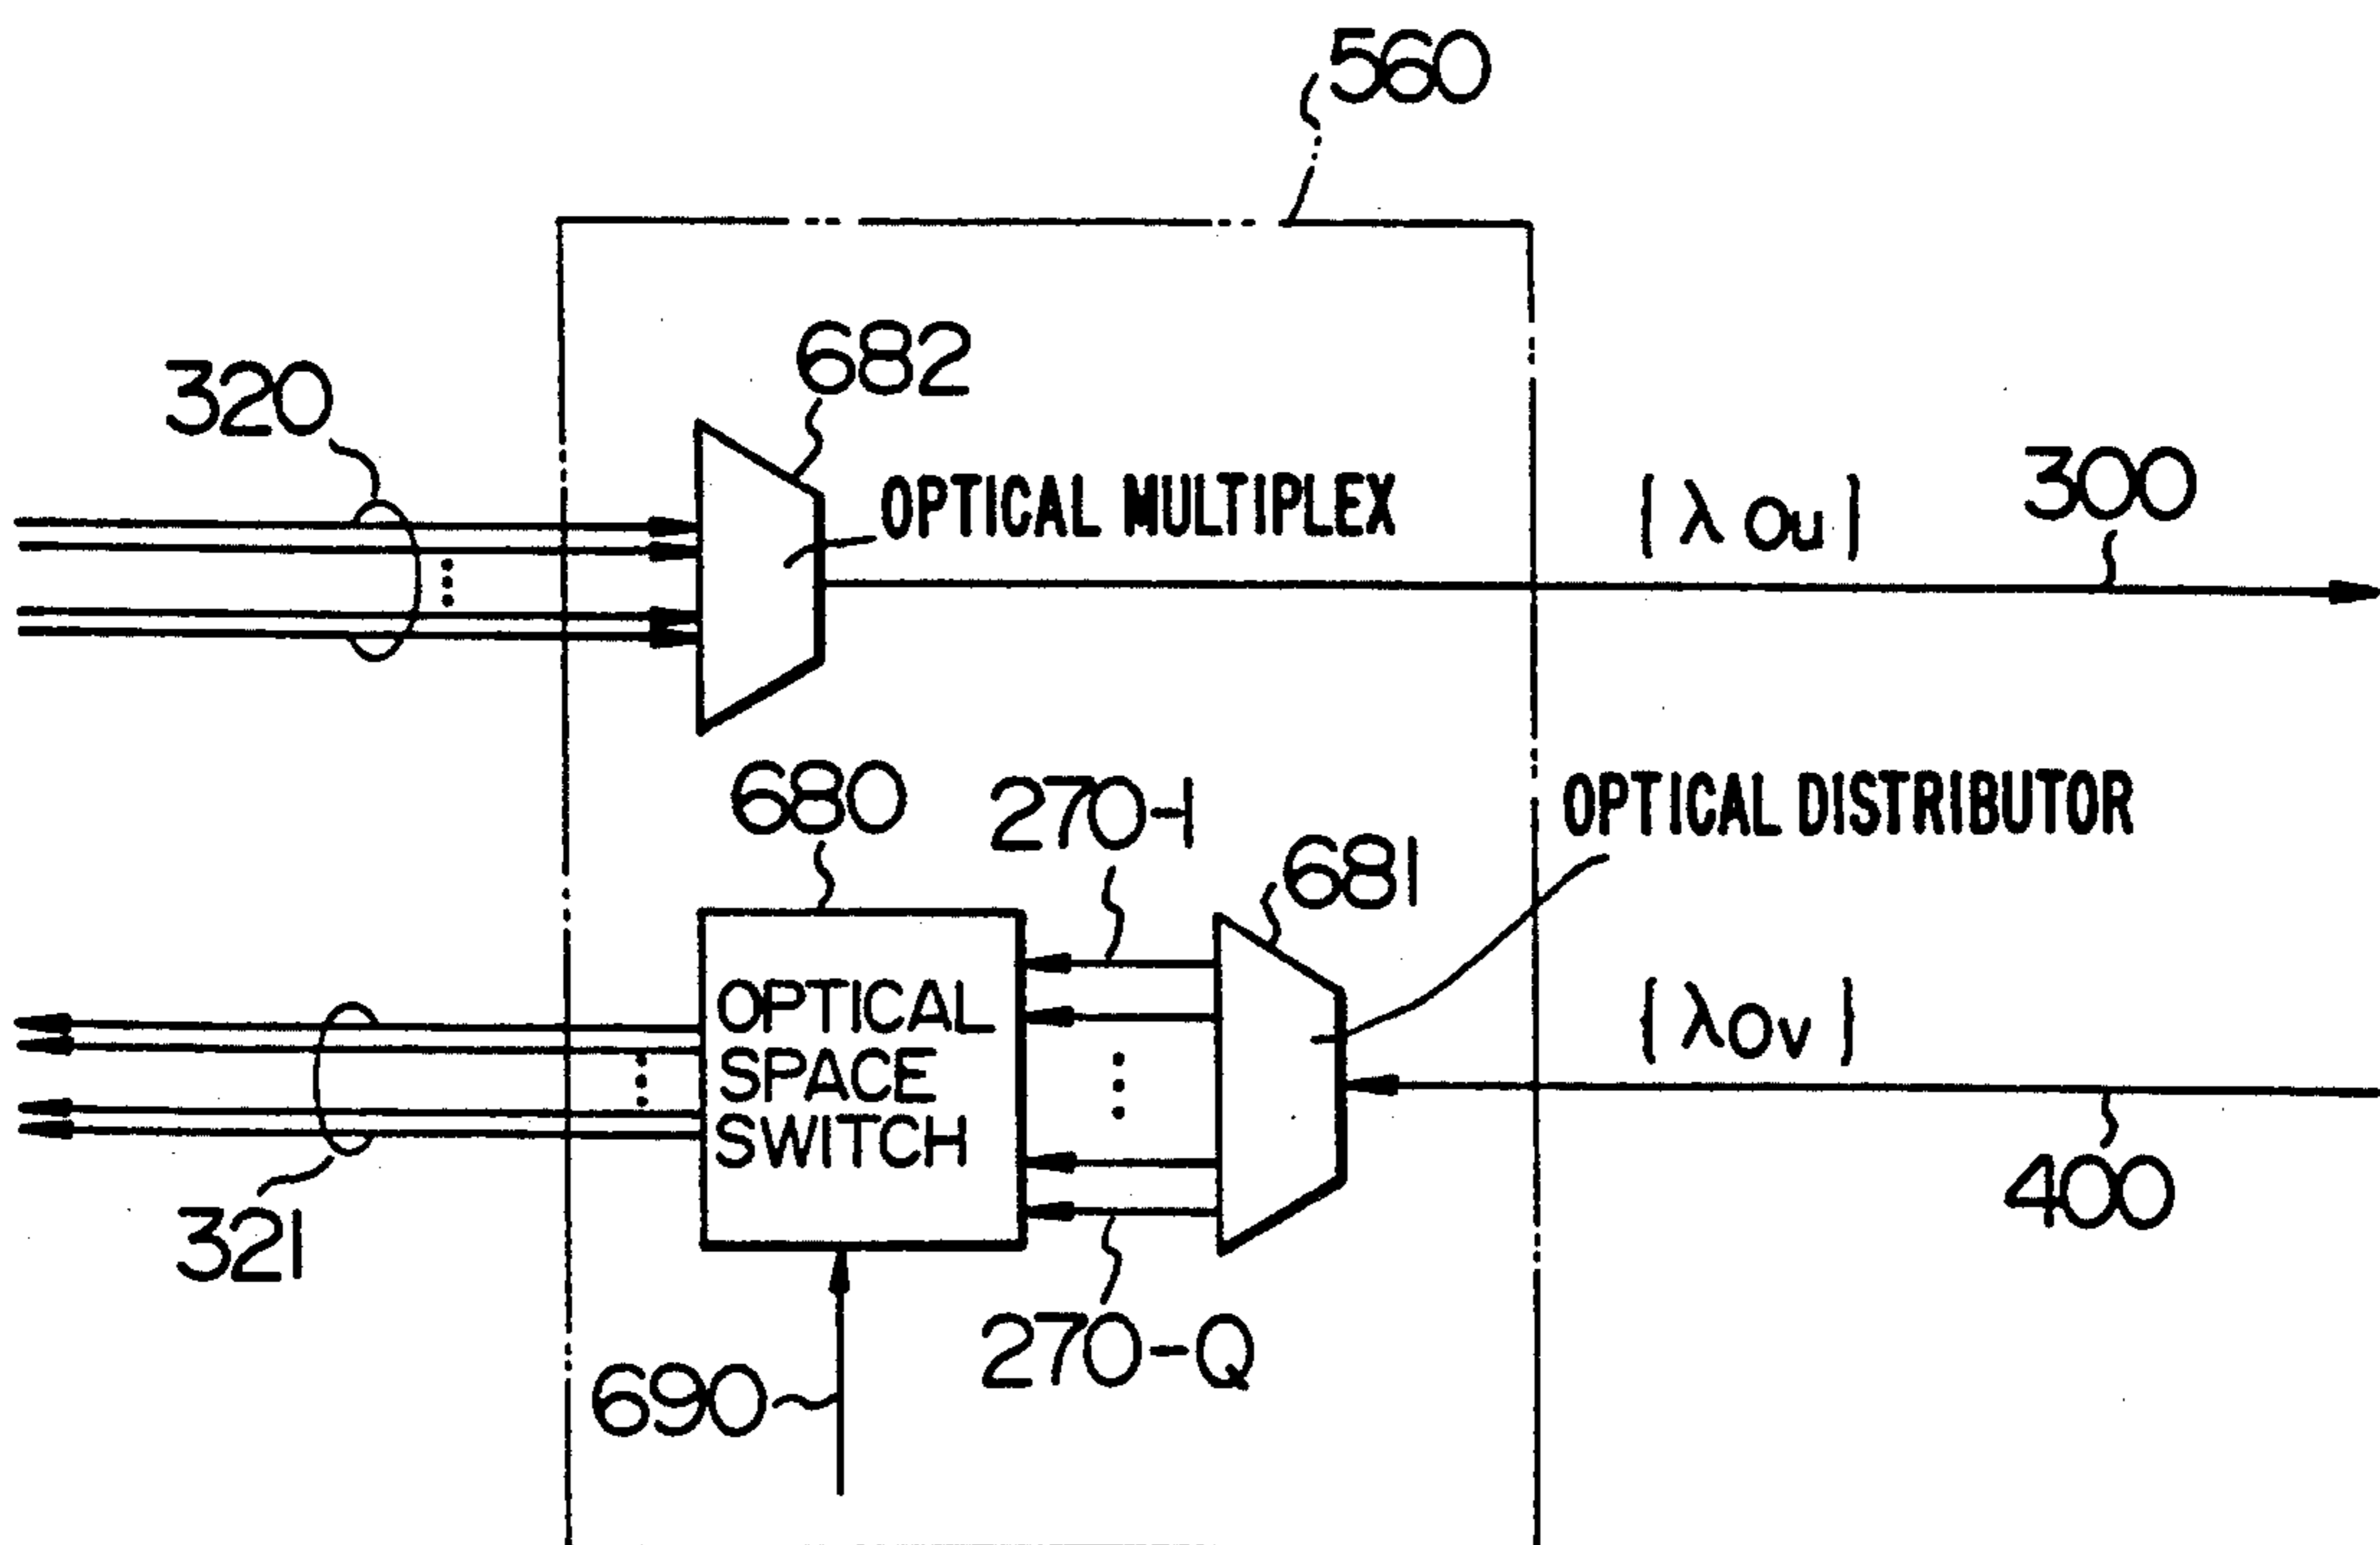 560
682
320
OPTICAL MULTIPLEX
{λOu}
300
680
270-1
681
OPTICAL DISTRIBUTOR
OPTICAL
SPACE
SWITCH
{λOv}
321
400
690
270-Q